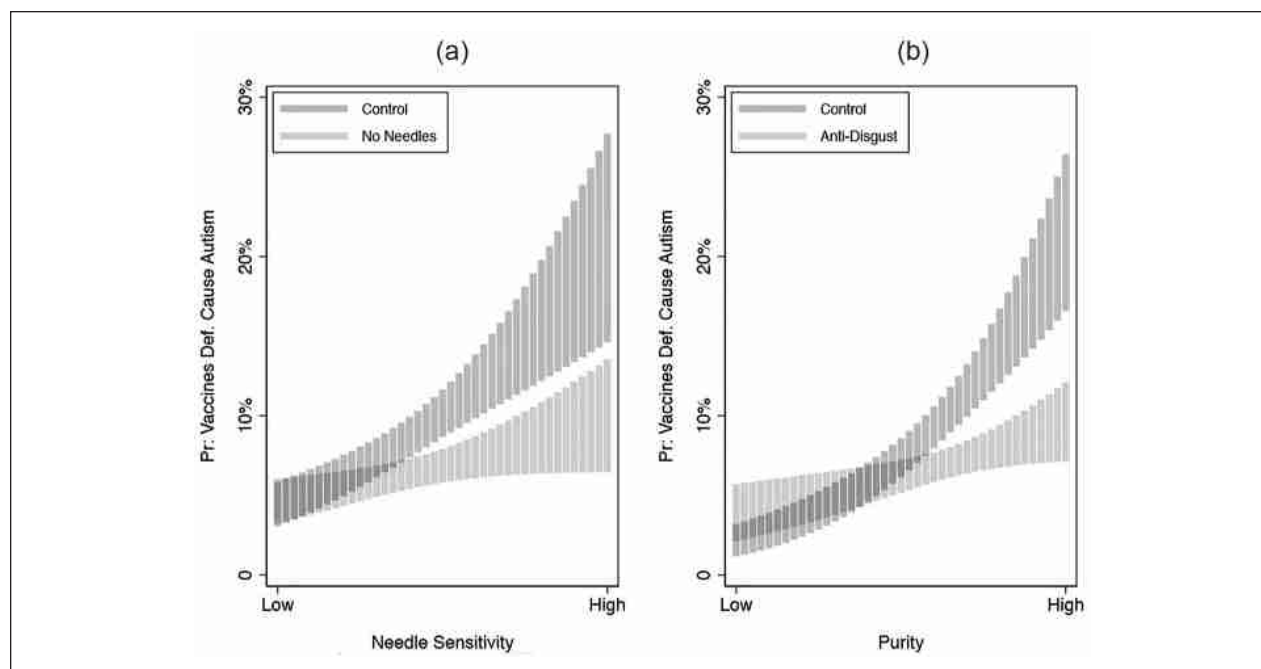 (a)
30%
20%
10%
0
Pr: Vaccines Def. Cause Autism
Control
No Needles
Low
High
Needle Sensitivity
(b)
30%
20%
10%
0
Pr: Vaccines Def. Cause Autism
Control
Anti-Disgust
Low
High
Purity